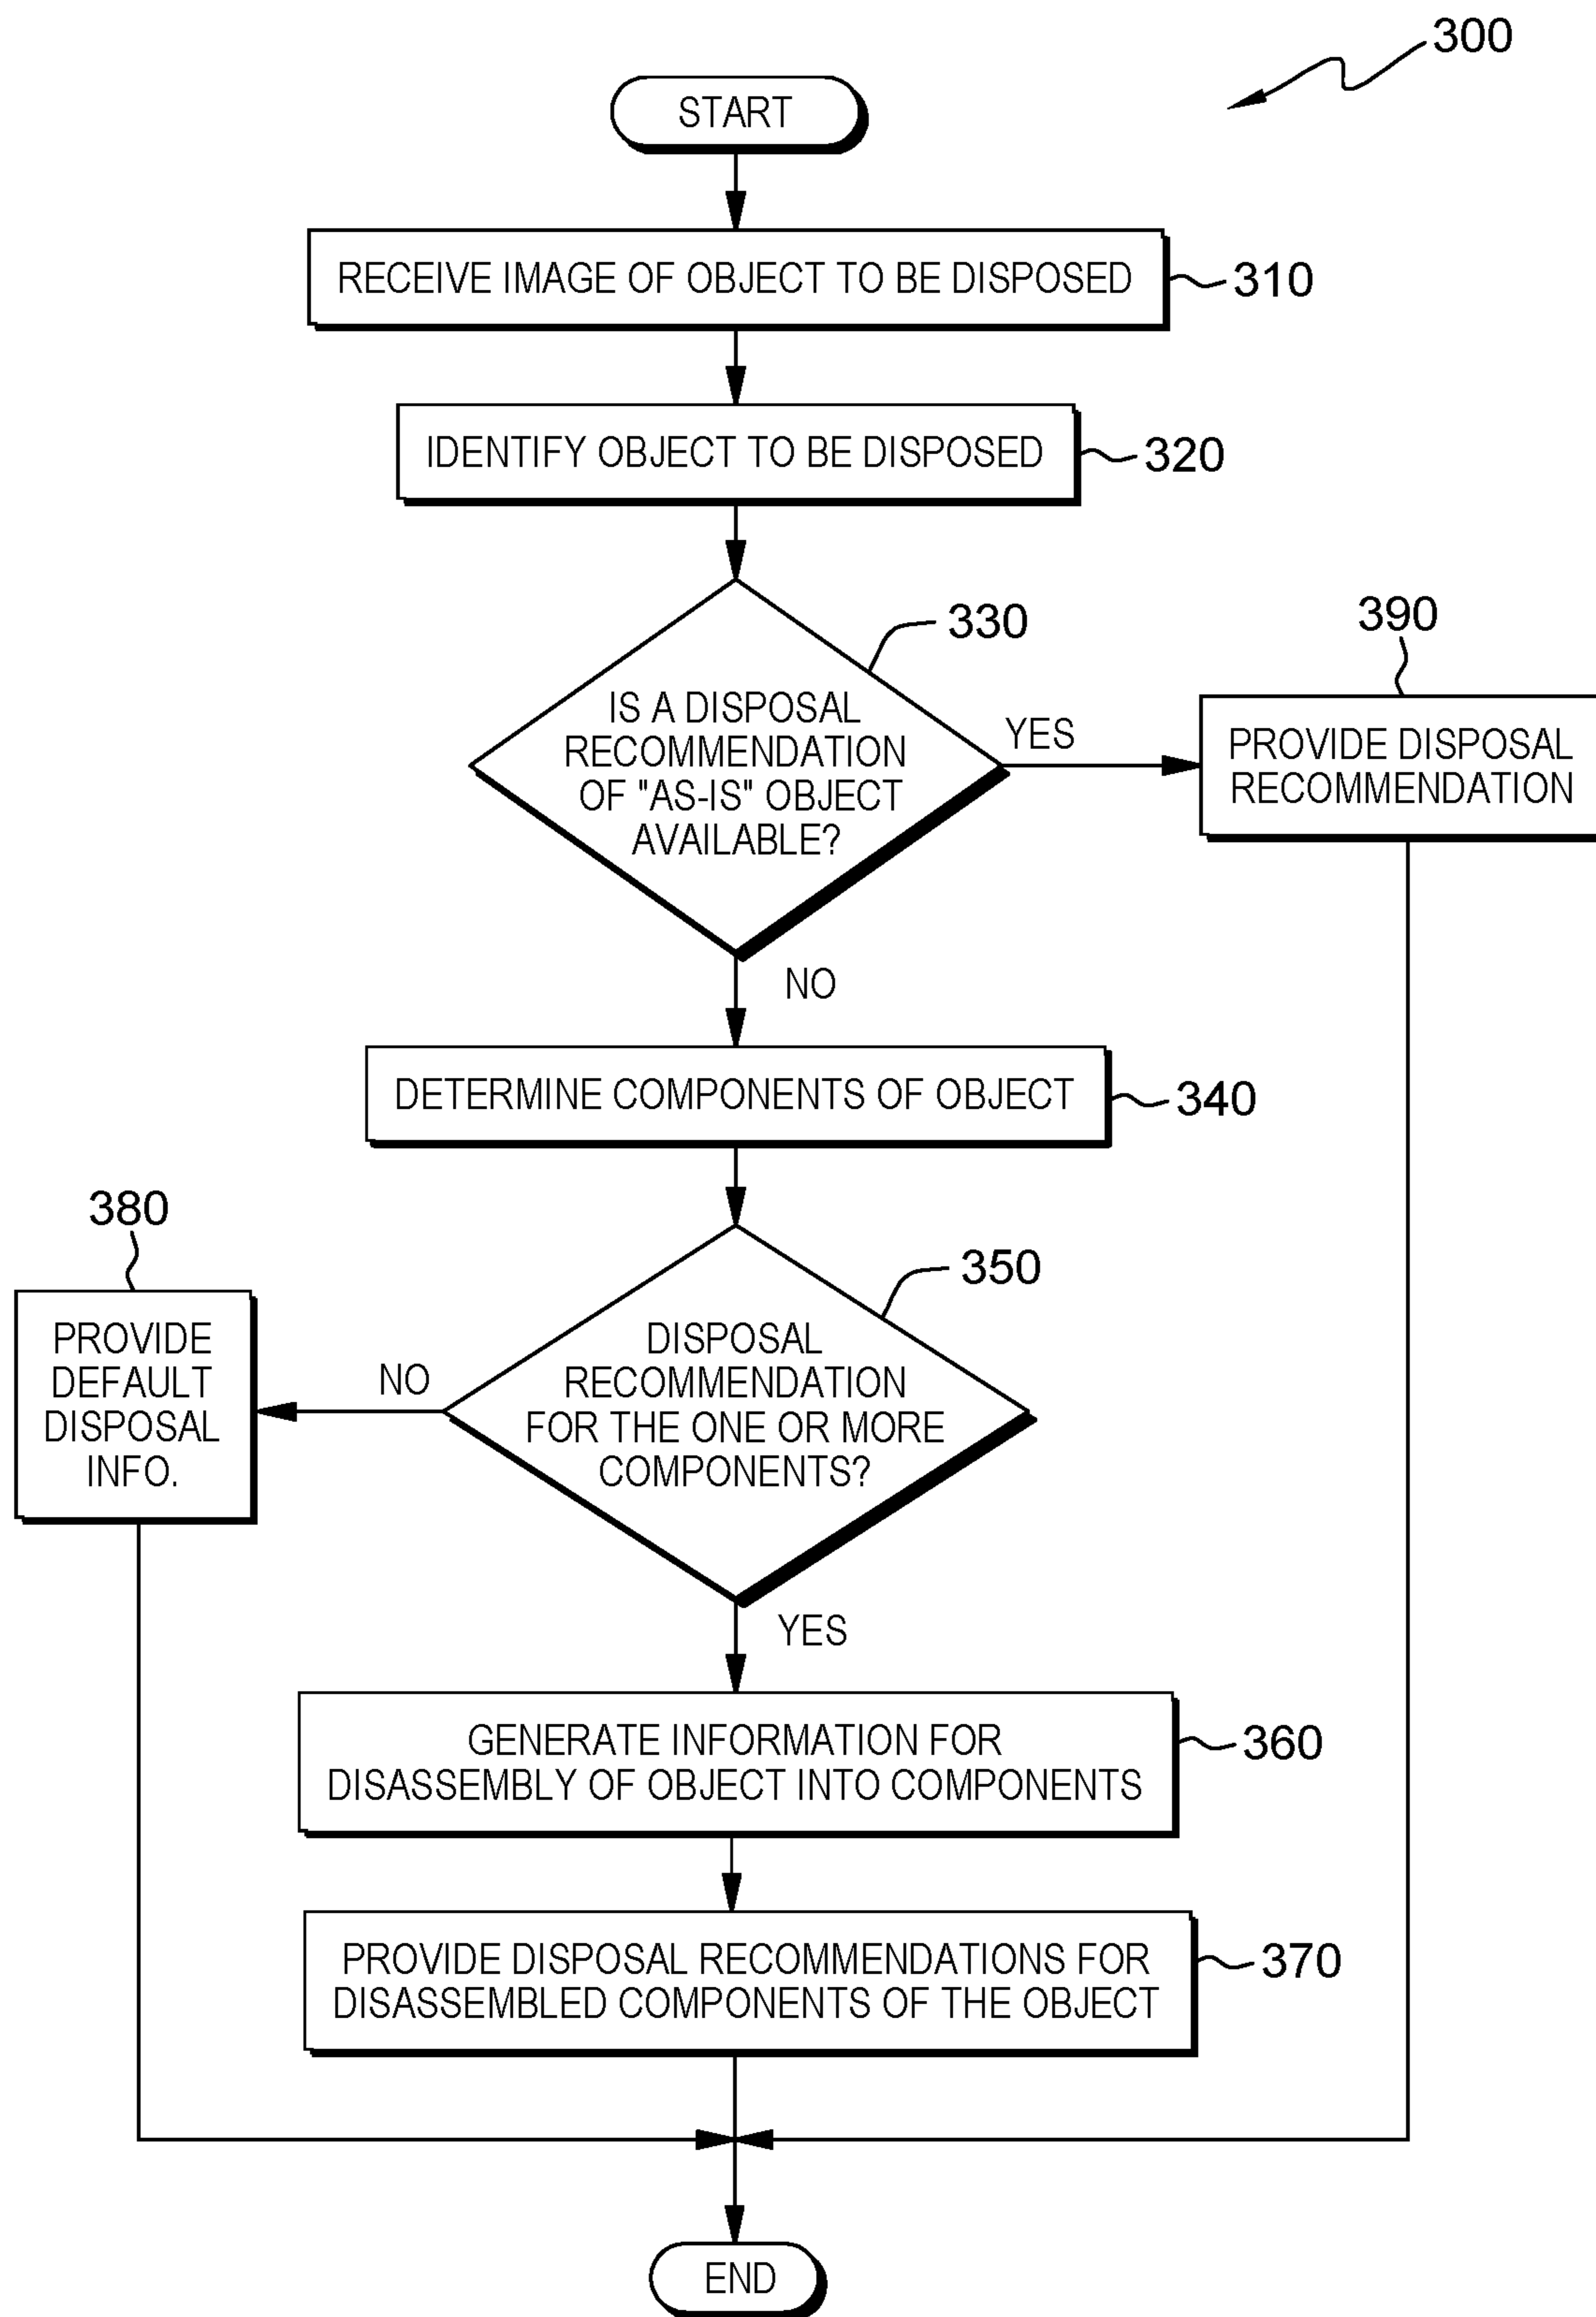 300
START
RECEIVE IMAGE OF OBJECT TO BE DISPOSED
310
IDENTIFY OBJECT TO BE DISPOSED
320
330
IS A DISPOSAL
RECOMMENDATION
OF "AS-IS" OBJECT
AVAILABLE?
YES
390
PROVIDE DISPOSAL
RECOMMENDATION
NO
DETERMINE COMPONENTS OF OBJECT
340
350
DISPOSAL
RECOMMENDATION
FOR THE ONE OR MORE
COMPONENTS?
NO
380
PROVIDE
DEFAULT
DISPOSAL
INFO.
YES
GENERATE INFORMATION FOR
DISASSEMBLY OF OBJECT INTO COMPONENTS
360
PROVIDE DISPOSAL RECOMMENDATIONS FOR
DISASSEMBLED COMPONENTS OF THE OBJECT
370
END